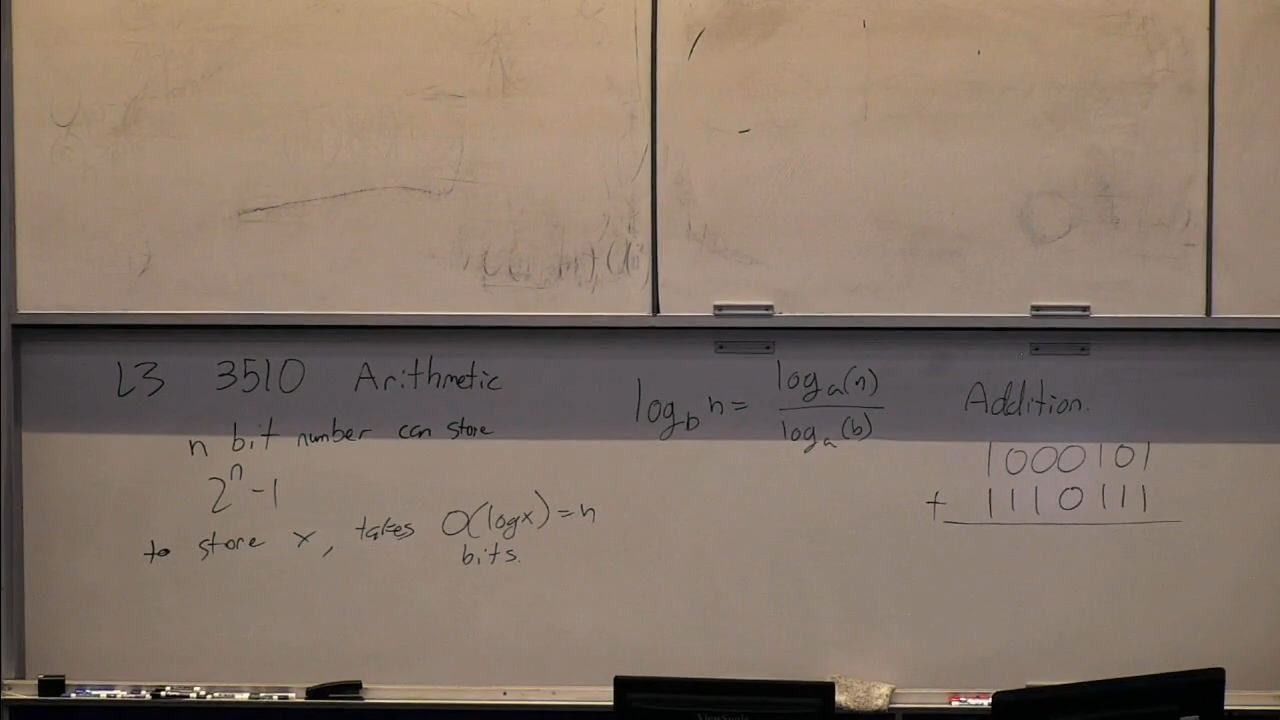 L3 3510 Arithmetic
n bit number can store
2^n - 1
to store x, takes O(log x) = n
bits.
log_b n = log_a(n) / log_a(b)
Addition.
1000101
+ 1110111
ViewSonic